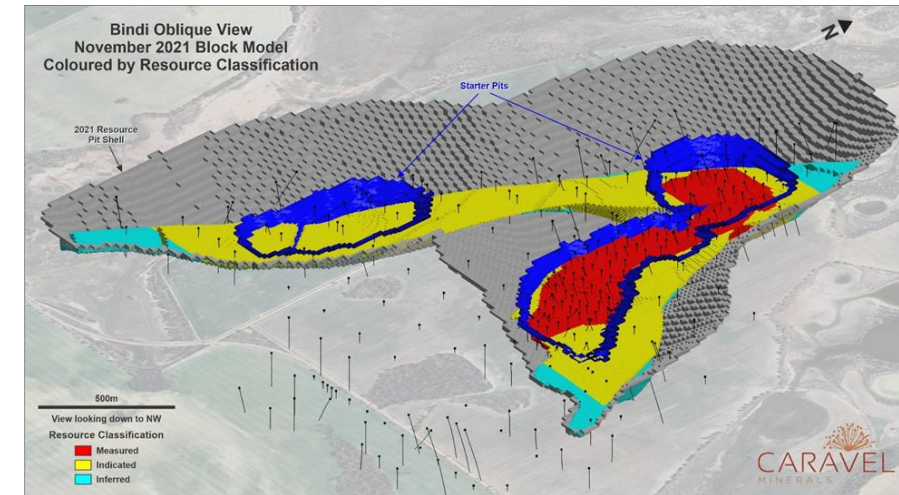 Bindi Oblique View
November 2021 Block Model
Coloured by Resource Classification
N
Starter Pits
2021 Resource
Pit Shell
500m
View looking down to NW
Resource Classification
Measured
Indicated
Inferred
CARAVEL
MINERALS